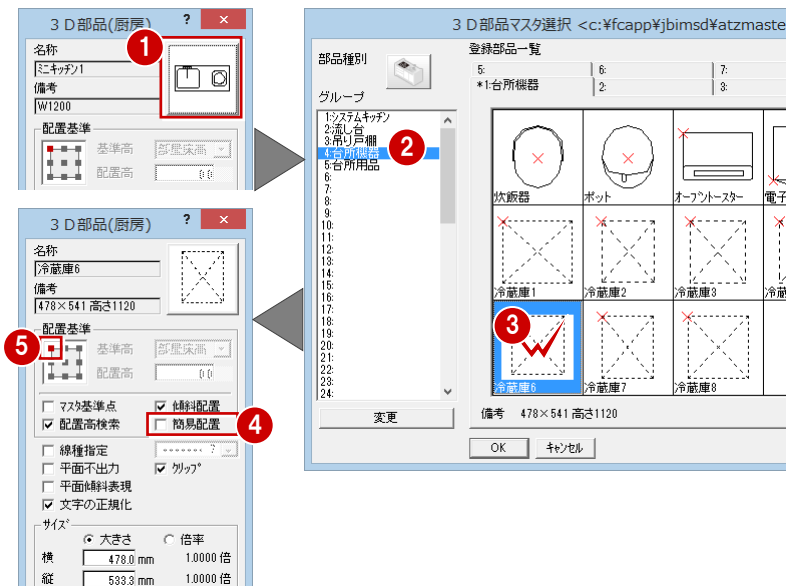 3D部品(厨房) ? ×
名称
1
ミニキッチン1
備考
W1200
配置基準
基準高 部屋床高
配置高 0.0
3D部品マスタ選択 <c:¥fcapp¥jbimsd¥atzmaste
部品種別
グループ
1:システムキッチン
2:流し台
3:吊り戸棚
4:台所機器
5:台所用品
6:
7:
8:
9:
10:
11:
12:
13:
14:
15:
16:
17:
18:
19:
20:
21:
22:
23:
24:
2
変更
登録部品一覧
5: 6: 7:
*1:台所機器 2: 3:
炊飯器 ポット オーブントースター 電子
冷蔵庫1 冷蔵庫2 冷蔵庫3 冷蔵
3
冷蔵庫6 冷蔵庫7 冷蔵庫8
備考 478×541 高さ1120
OK キャンセル
3D部品(厨房) ? ×
名称
冷蔵庫6
備考
478×541 高さ1120
配置基準
5
基準高 部屋床高
配置高 0.0
マスタ基準点 傾斜配置
配置高検索 簡易配置
4
線種指定 7
平面不出力 クリップ
平面傾斜表現
文字の正規化
サイズ
大きさ 倍率
横 478.0 mm 1.0000 倍
縦 533.3 mm 1.0000 倍